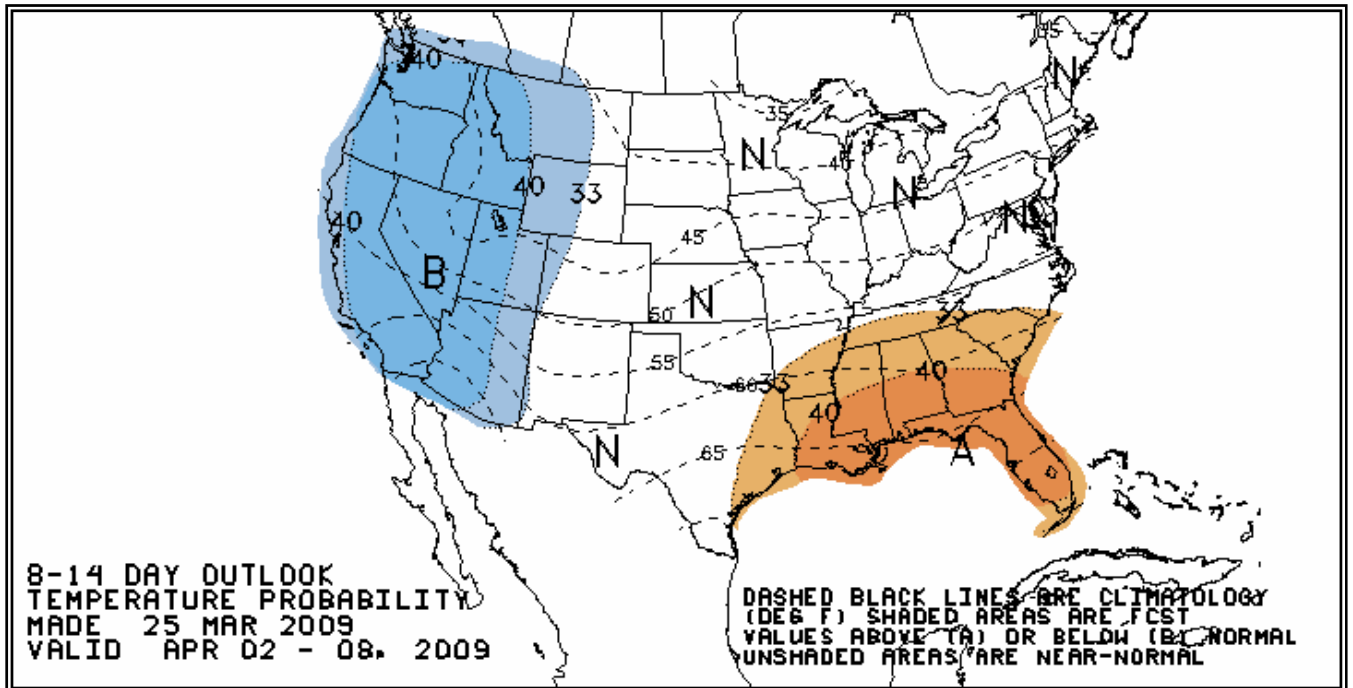 40
35
N
35
N
40
N
45
N
40
33
40
45
B
N
50
33
55
60
33
40
40
N
65
A
8-14 DAY OUTLOOK
TEMPERATURE PROBABILITY
MADE 25 MAR 2009
VALID APR 02 - 08, 2009
DASHED BLACK LINES ARE CLIMATOLOGY
(DEG F) SHADED AREAS ARE FCST
VALUES ABOVE (A) OR BELOW (B) NORMAL
UNSHADED AREAS ARE NEAR-NORMAL